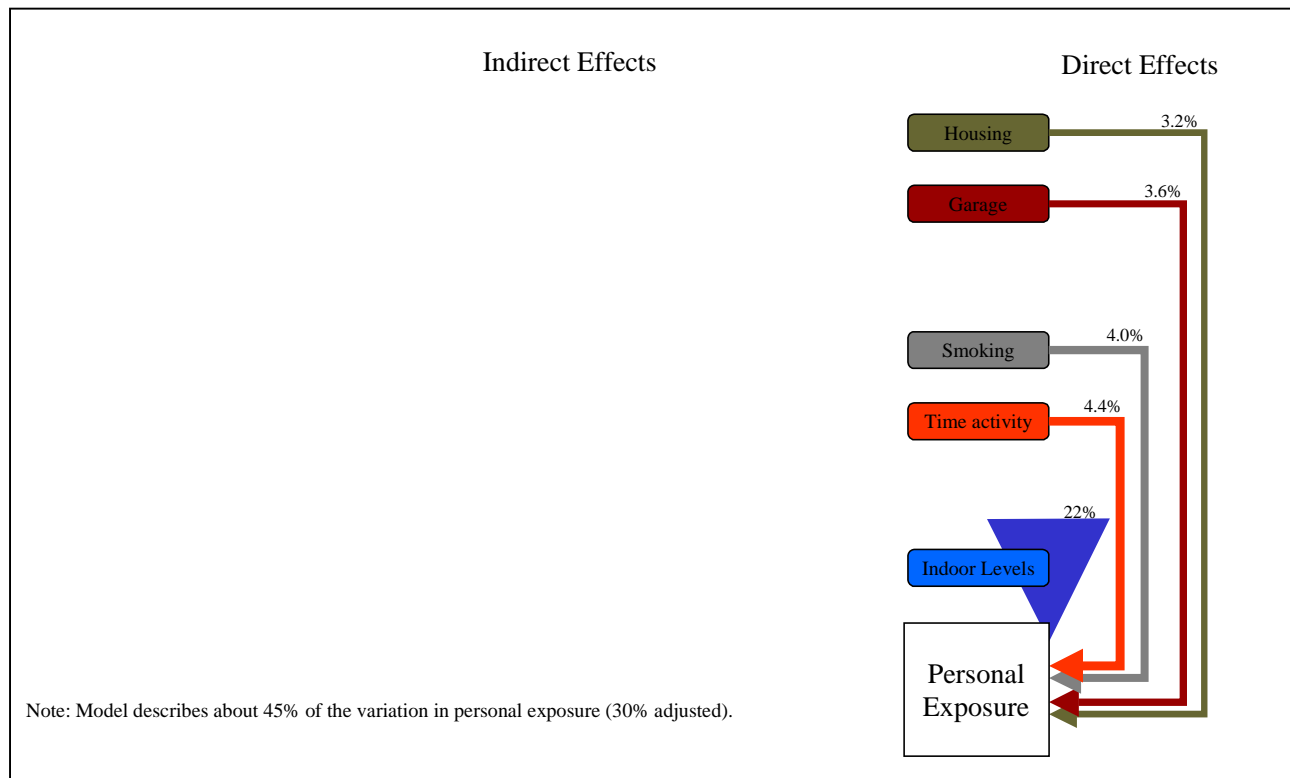 Indirect Effects
Direct Effects
Housing
3.2%
Garage
3.6%
Smoking
4.0%
Time activity
4.4%
22%
Indoor Levels
Personal
Exposure
Note: Model describes about 45% of the variation in personal exposure (30% adjusted).